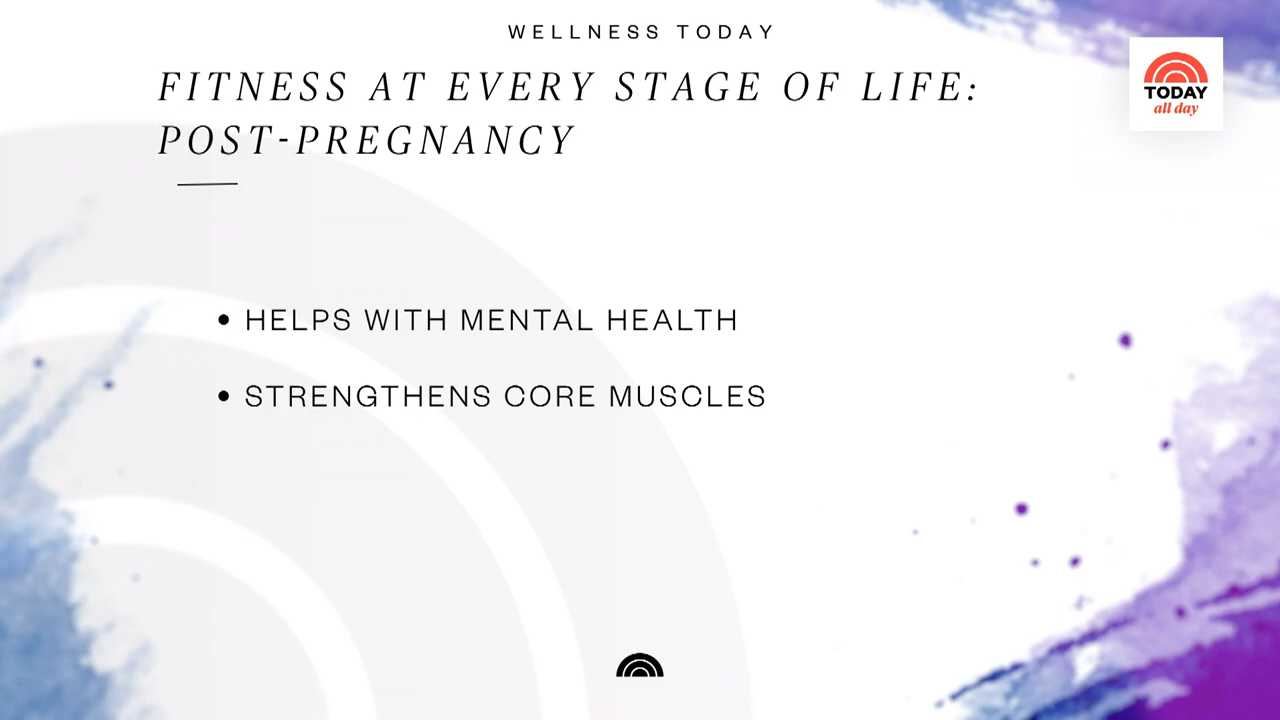 WELLNESS TODAY
FITNESS AT EVERY STAGE OF LIFE:
POST-PREGNANCY
TODAY
all day
• HELPS WITH MENTAL HEALTH
• STRENGTHENS CORE MUSCLES